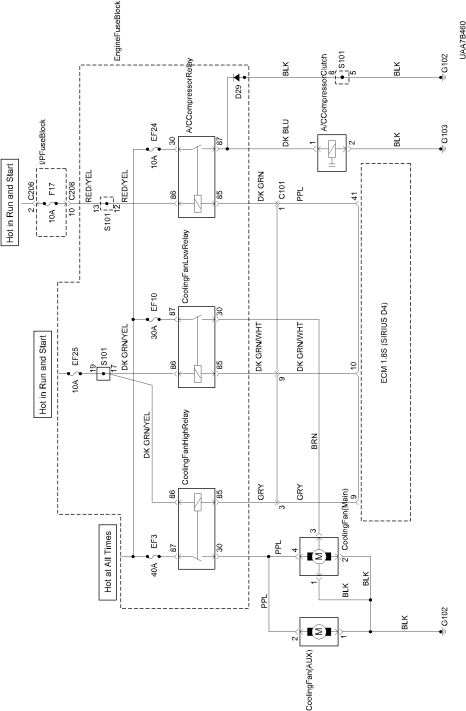 Hot in Run and Start
Hot in Run and Start
Hot at All Times
I/PFuseBlock
EngineFuseBlock
C206
2
F17
10A
C208
10
RED/YEL
13
S101
12
RED/YEL
EF24
10A
A/CCompressorRelay
30
87
86
85
D29
BLK
8
S101
5
BLK
G102
DK BLU
A/CCompressorClutch
1
2
BLK
G103
DK GRN
C101
1
PPL
41
EF25
10A
19
S101
17
DK GRN/YEL
EF10
30A
CoolingFanLowRelay
87
30
86
85
DK GRN/WHT
9
DK GRN/WHT
10
ECM 1.8S (SIRIUS D4)
DK GRN/YEL
CoolingFanHighRelay
86
85
87
30
GRY
3
GRY
9
EF3
40A
BRN
PPL
3
4
M
2
1
CoolingFan(Main)
BLK
BLK
PPL
2
M
1
CoolingFan(AUX)
BLK
G102
UAA7B460